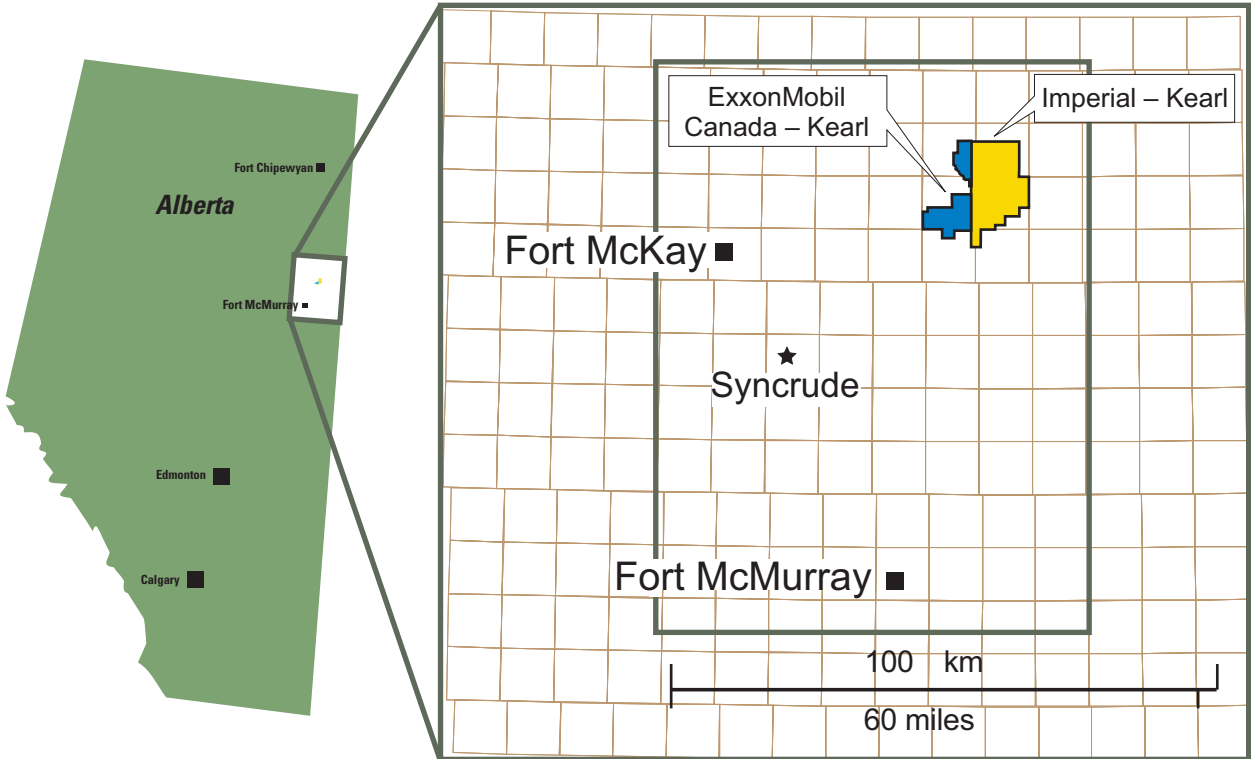 Fort Chipewyan
Alberta
Fort McMurray
Edmonton
Calgary
ExxonMobil
Canada – Kearl
Imperial – Kearl
Fort McKay
Syncrude
Fort McMurray
100 km
60 miles